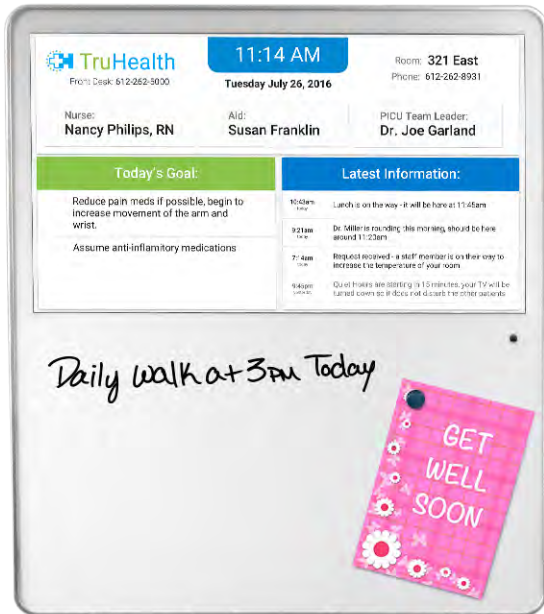 TruHealth
Front Desk: 612-262-5000
11:14 AM
Tuesday July 26, 2016
Room: 321 East
Phone: 612-262-8931
Nurse:
Nancy Philips, RN
Aid:
Susan Franklin
PICU Team Leader:
Dr. Joe Garland
Today's Goal:
Reduce pain meds if possible, begin to
increase movement of the arm and
wrist.
Assume anti-inflamitory medications
Latest Information:
10:43am
today
Lunch is on the way - it will be here at 11:45am
9:21am
today
Dr. Miller is rounding this morning, should be here
around 11:20am
7:14am
today
Request received - a staff member is on their way to
increase the temperature of your room
9:45pm
Quiet Hours are starting in 15 minutes, your TV will be
turned down so it does not disturb the other patients
Daily walk at 3PM Today
GET
WELL
SOON